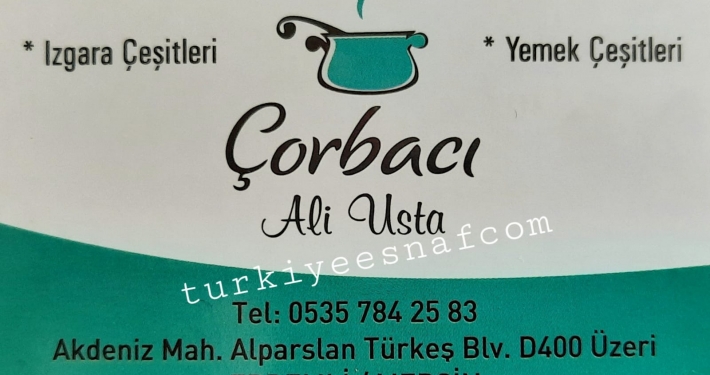 * Izgara Çeşitleri
* Yemek Çeşitleri
Çorbacı
Ali Usta
turkiyeesnafcom
Tel: 0535 784 25 83
Akdeniz Mah. Alparslan Türkeş Blv. D400 Üzeri